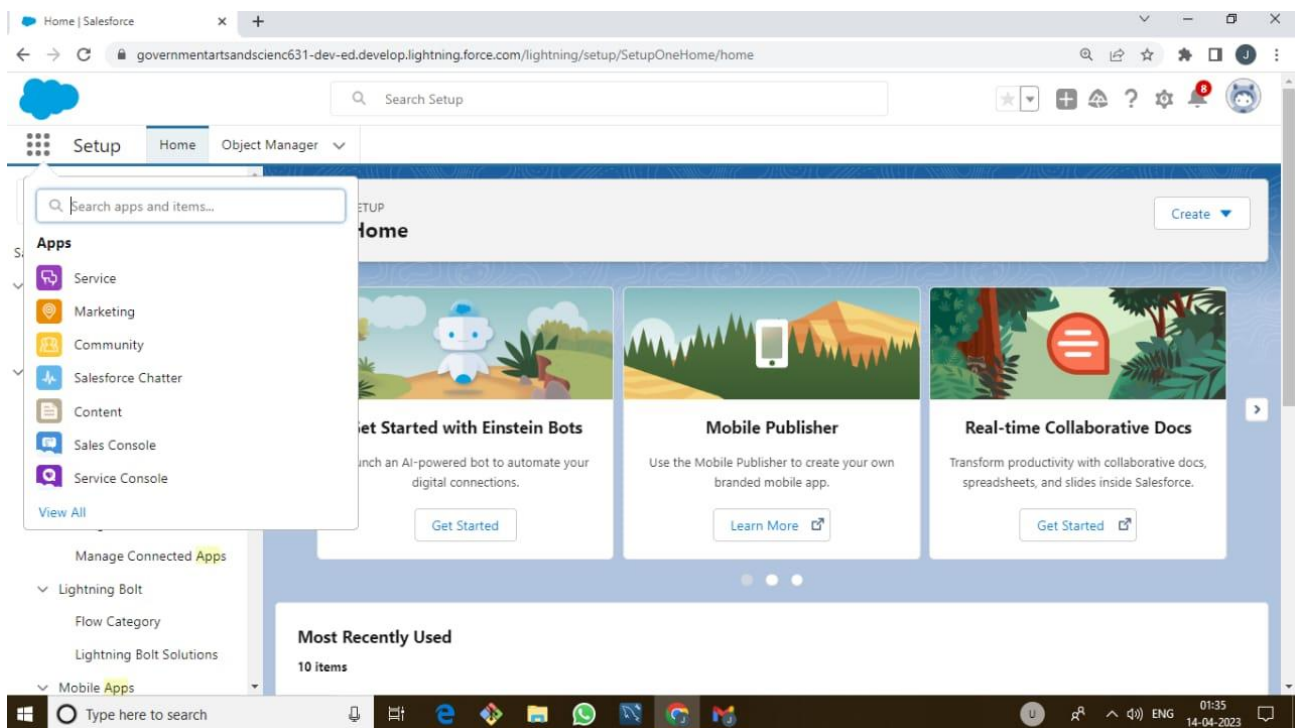 Home | Salesforce
governmentartsandscienc631-dev-ed.develop.lightning.force.com/lightning/setup/SetupOneHome/home
J
Search Setup
8
Setup
Home
Object Manager
Search apps and items...
Apps
Service
Marketing
Community
Salesforce Chatter
Content
Sales Console
Service Console
View All
Manage Connected Apps
Lightning Bolt
Flow Category
Lightning Bolt Solutions
Mobile Apps
ETUP
Home
Create
et Started with Einstein Bots
unch an AI-powered bot to automate your
digital connections.
Get Started
Mobile Publisher
Use the Mobile Publisher to create your own
branded mobile app.
Learn More
Real-time Collaborative Docs
Transform productivity with collaborative docs,
spreadsheets, and slides inside Salesforce.
Get Started
Most Recently Used
10 items
Type here to search
U
ENG
01:35
14-04-2023